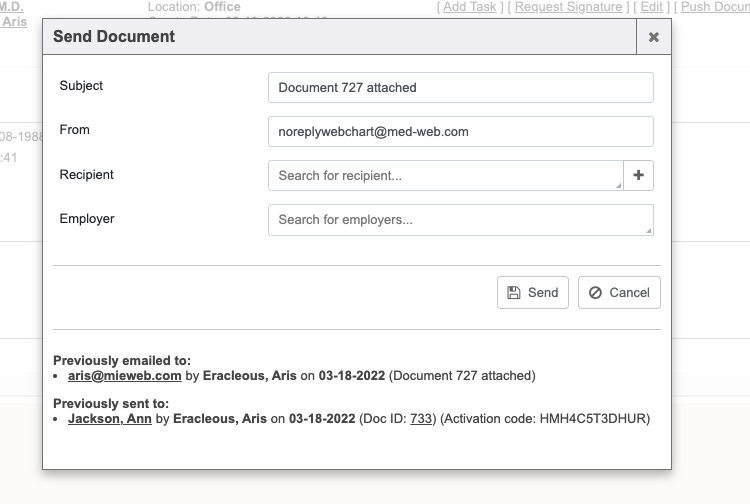 M.D. Location: Office [ Add Task ] [ Request Signature ] [ Edit ] [ Push Docum
Aris
Send Document
08-1988
:41
Subject Document 727 attached
From noreplywebchart@med-web.com
Recipient Search for recipient...
Employer Search for employers...
Send Cancel
Previously emailed to:
• aris@mieweb.com by Eracleous, Aris on 03-18-2022 (Document 727 attached)
Previously sent to:
• Jackson, Ann by Eracleous, Aris on 03-18-2022 (Doc ID: 733) (Activation code: HMH4C5T3DHUR)